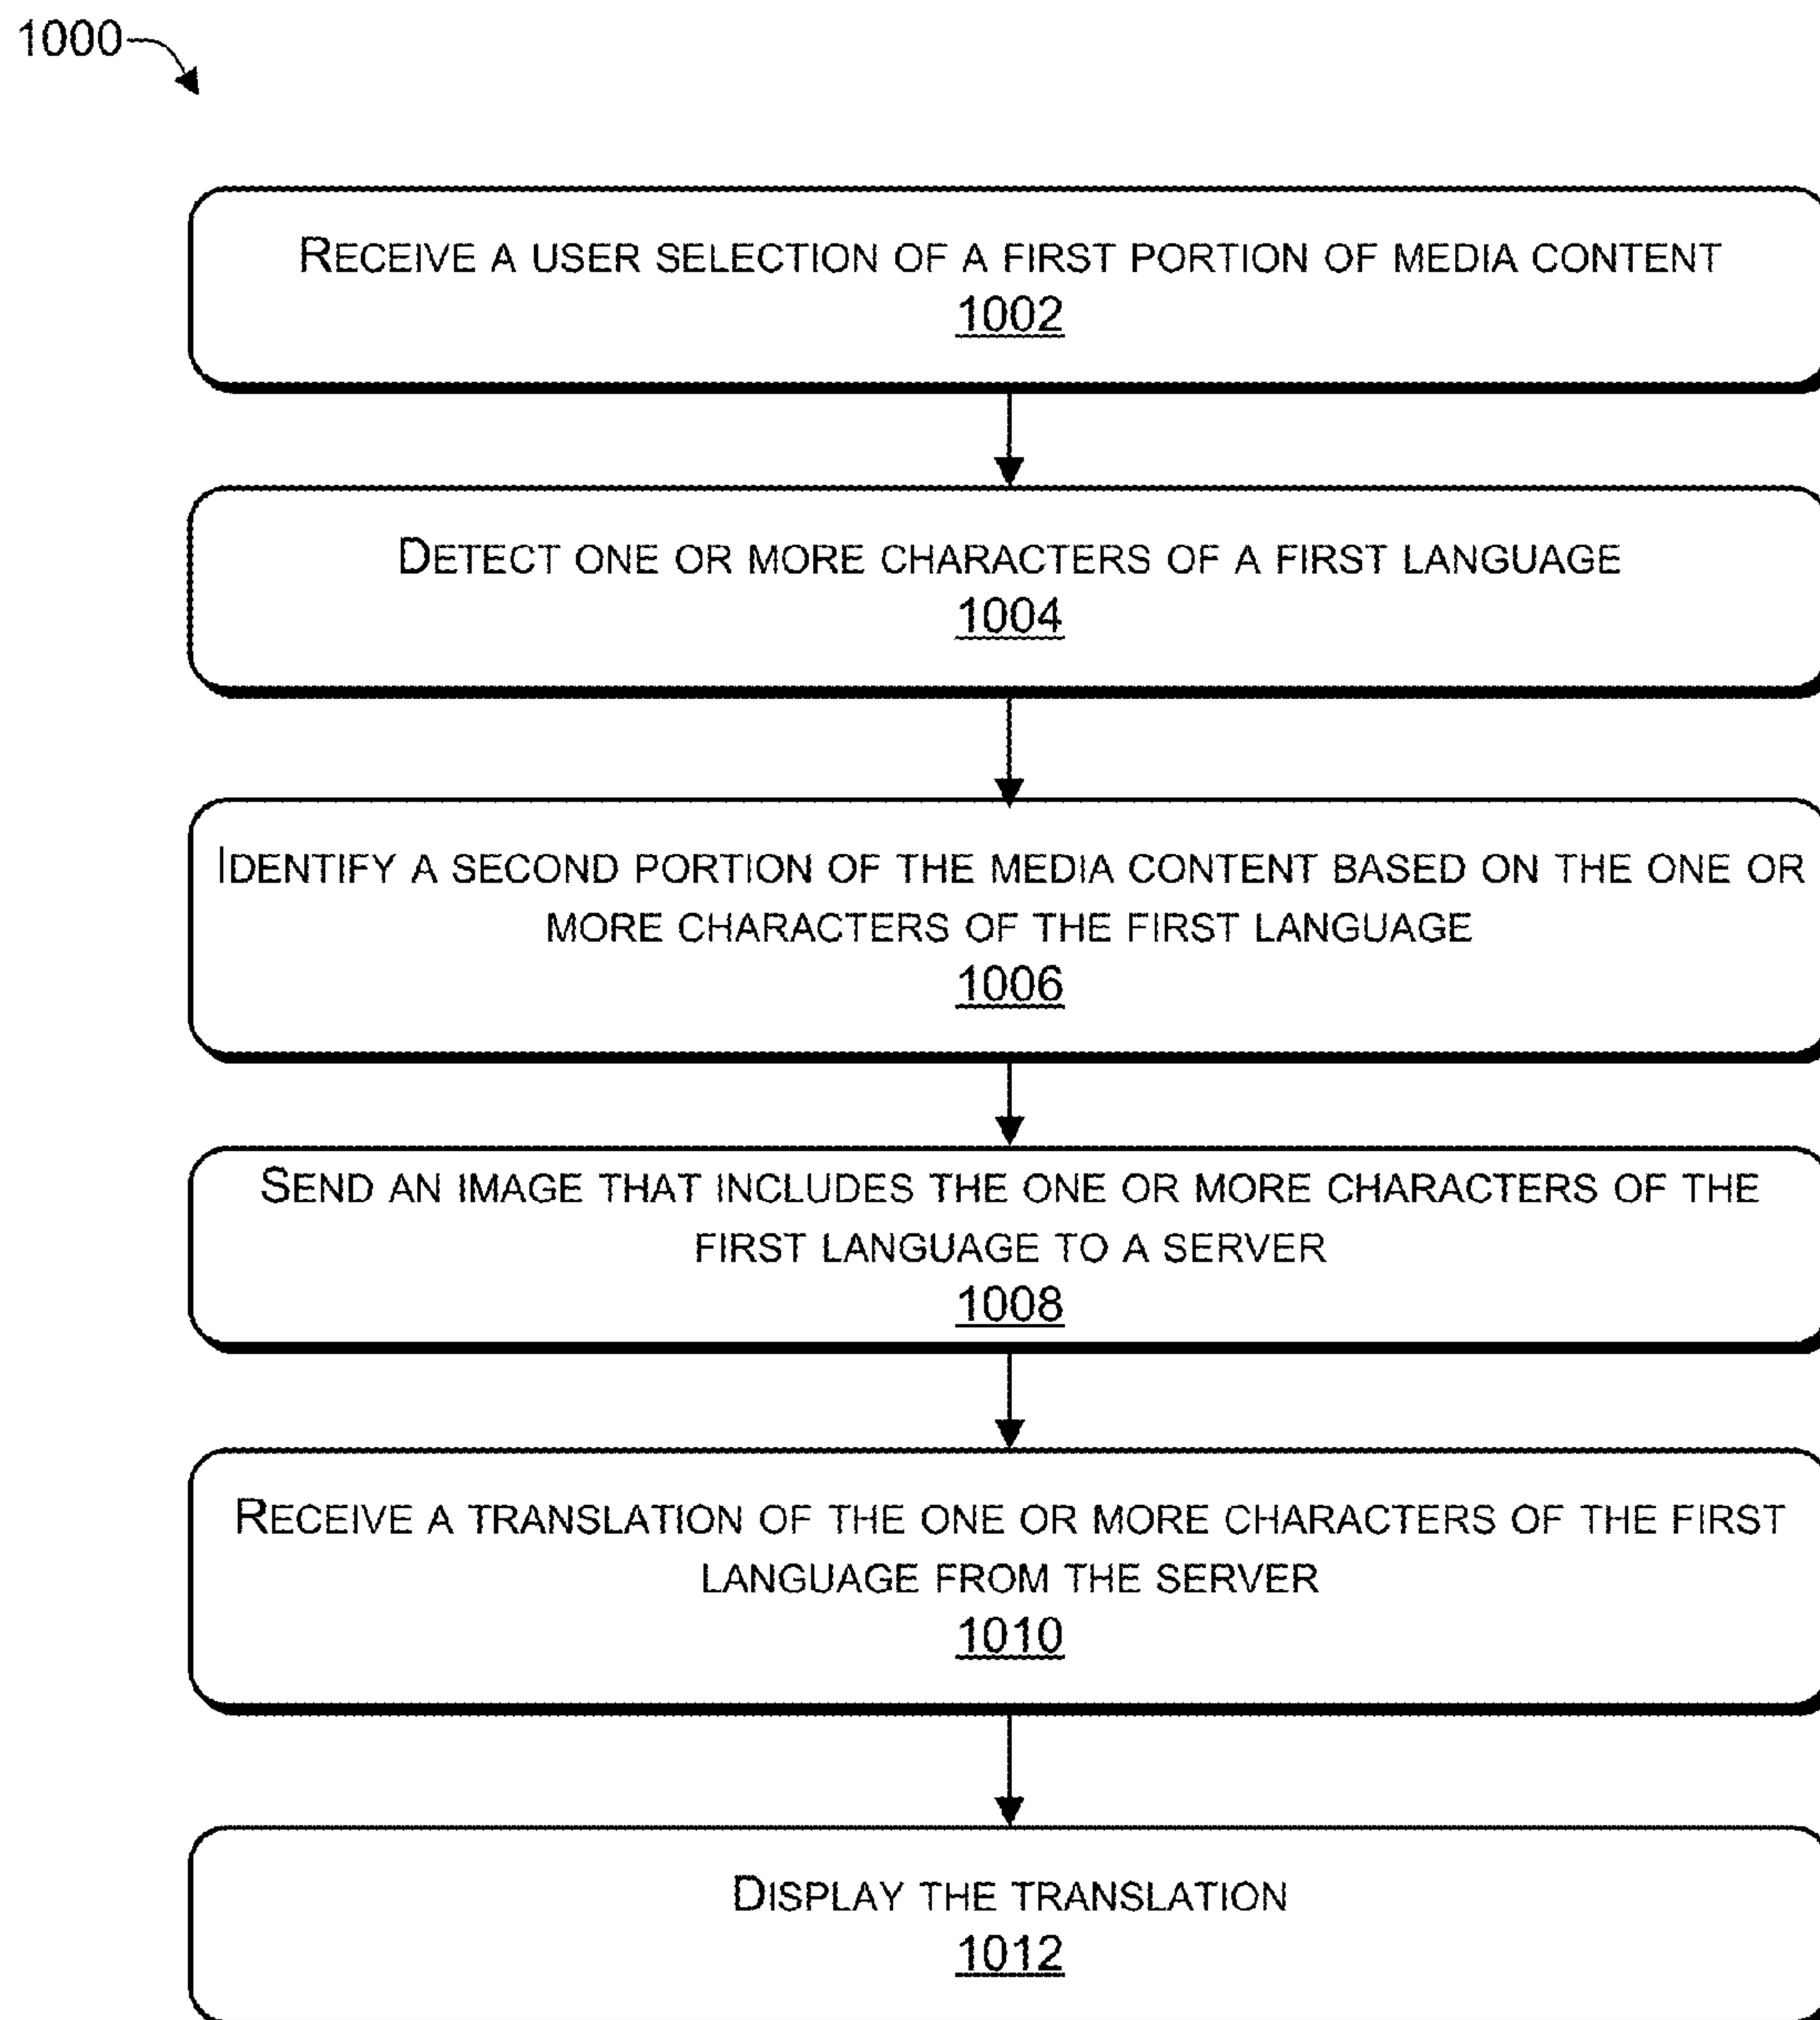 1000
RECEIVE A USER SELECTION OF A FIRST PORTION OF MEDIA CONTENT
1002
DETECT ONE OR MORE CHARACTERS OF A FIRST LANGUAGE
1004
IDENTIFY A SECOND PORTION OF THE MEDIA CONTENT BASED ON THE ONE OR
MORE CHARACTERS OF THE FIRST LANGUAGE
1006
SEND AN IMAGE THAT INCLUDES THE ONE OR MORE CHARACTERS OF THE
FIRST LANGUAGE TO A SERVER
1008
RECEIVE A TRANSLATION OF THE ONE OR MORE CHARACTERS OF THE FIRST
LANGUAGE FROM THE SERVER
1010
DISPLAY THE TRANSLATION
1012